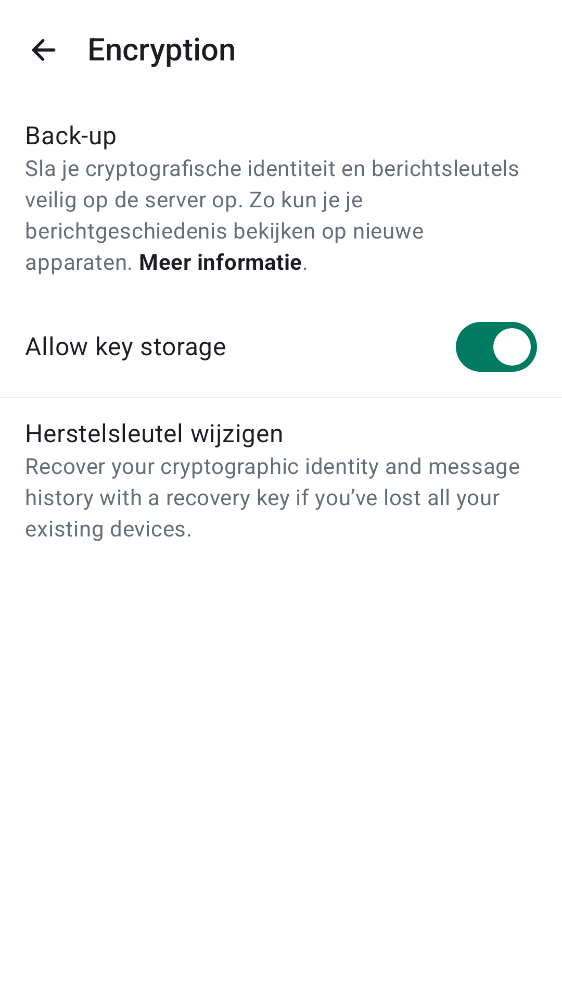 Encryption
Back-up
Sla je cryptografische identiteit en berichtsleutels
veilig op de server op. Zo kun je je
berichtgeschiedenis bekijken op nieuwe
apparaten. Meer informatie.
Allow key storage
Herstelsleutel wijzigen
Recover your cryptographic identity and message
history with a recovery key if you’ve lost all your
existing devices.